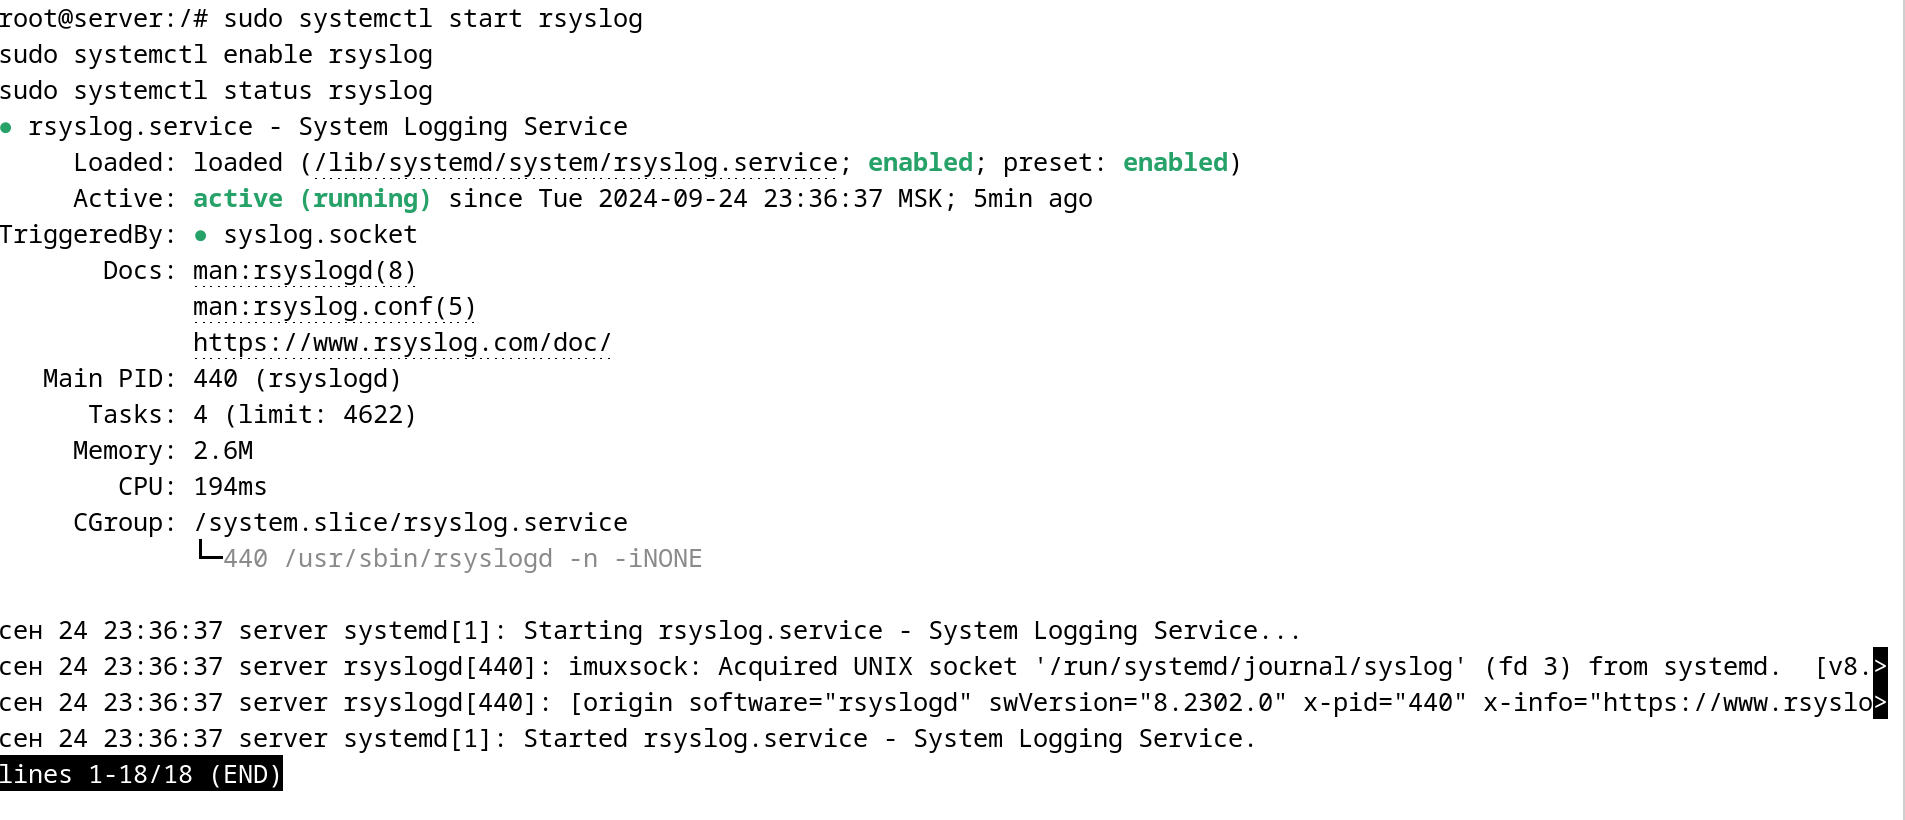 root@server:/# sudo systemctl start rsyslog
sudo systemctl enable rsyslog
sudo systemctl status rsyslog
● rsyslog.service - System Logging Service
     Loaded: loaded (/lib/systemd/system/rsyslog.service; enabled; preset: enabled)
     Active: active (running) since Tue 2024-09-24 23:36:37 MSK; 5min ago
TriggeredBy: ● syslog.socket
       Docs: man:rsyslogd(8)
             man:rsyslog.conf(5)
             https://www.rsyslog.com/doc/
   Main PID: 440 (rsyslogd)
      Tasks: 4 (limit: 4622)
     Memory: 2.6M
        CPU: 194ms
     CGroup: /system.slice/rsyslog.service
             └─440 /usr/sbin/rsyslogd -n -iNONE
сен 24 23:36:37 server systemd[1]: Starting rsyslog.service - System Logging Service...
сен 24 23:36:37 server rsyslogd[440]: imuxsock: Acquired UNIX socket '/run/systemd/journal/syslog' (fd 3) from systemd.  [v8.>
сен 24 23:36:37 server rsyslogd[440]: [origin software="rsyslogd" swVersion="8.2302.0" x-pid="440" x-info="https://www.rsyslo>
сен 24 23:36:37 server systemd[1]: Started rsyslog.service - System Logging Service.
lines 1-18/18 (END)